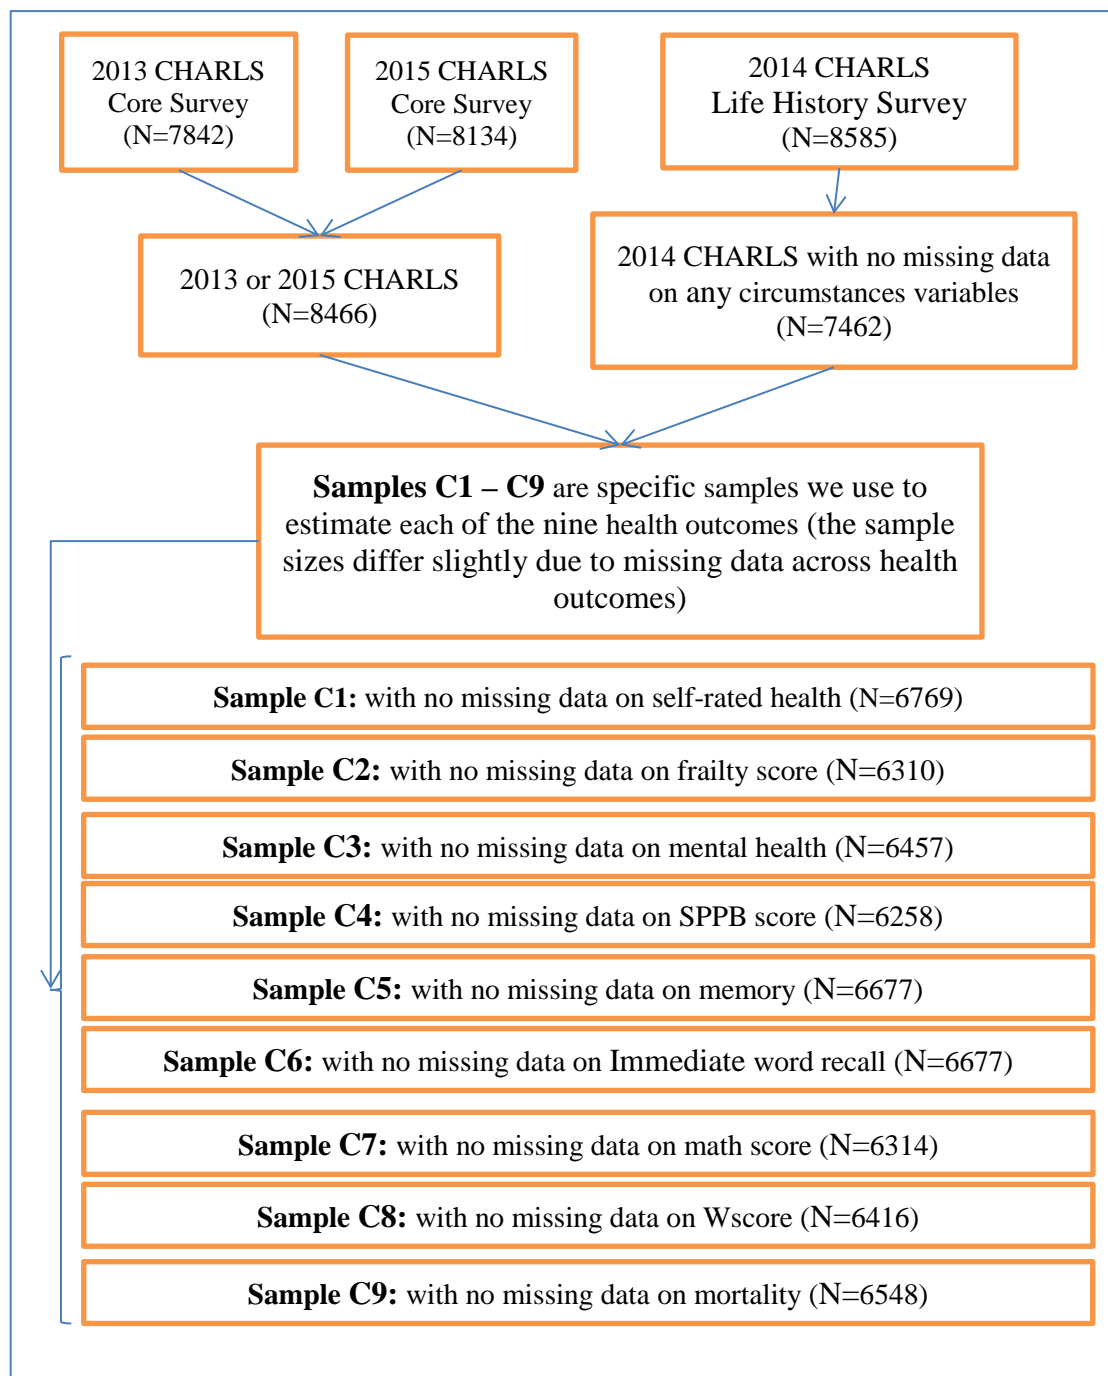 2013 CHARLS
Core Survey
(N=7842)
2015 CHARLS
Core Survey
(N=8134)
2014 CHARLS
Life History Survey
(N=8585)
2013 or 2015 CHARLS
(N=8466)
2014 CHARLS with no missing data
on any circumstances variables
(N=7462)
Samples C1 – C9 are specific samples we use to
estimate each of the nine health outcomes (the sample
sizes differ slightly due to missing data across health
outcomes)
Sample C1: with no missing data on self-rated health (N=6769)
Sample C2: with no missing data on frailty score (N=6310)
Sample C3: with no missing data on mental health (N=6457)
Sample C4: with no missing data on SPPB score (N=6258)
Sample C5: with no missing data on memory (N=6677)
Sample C6: with no missing data on Immediate word recall (N=6677)
Sample C7: with no missing data on math score (N=6314)
Sample C8: with no missing data on Wscore (N=6416)
Sample C9: with no missing data on mortality (N=6548)